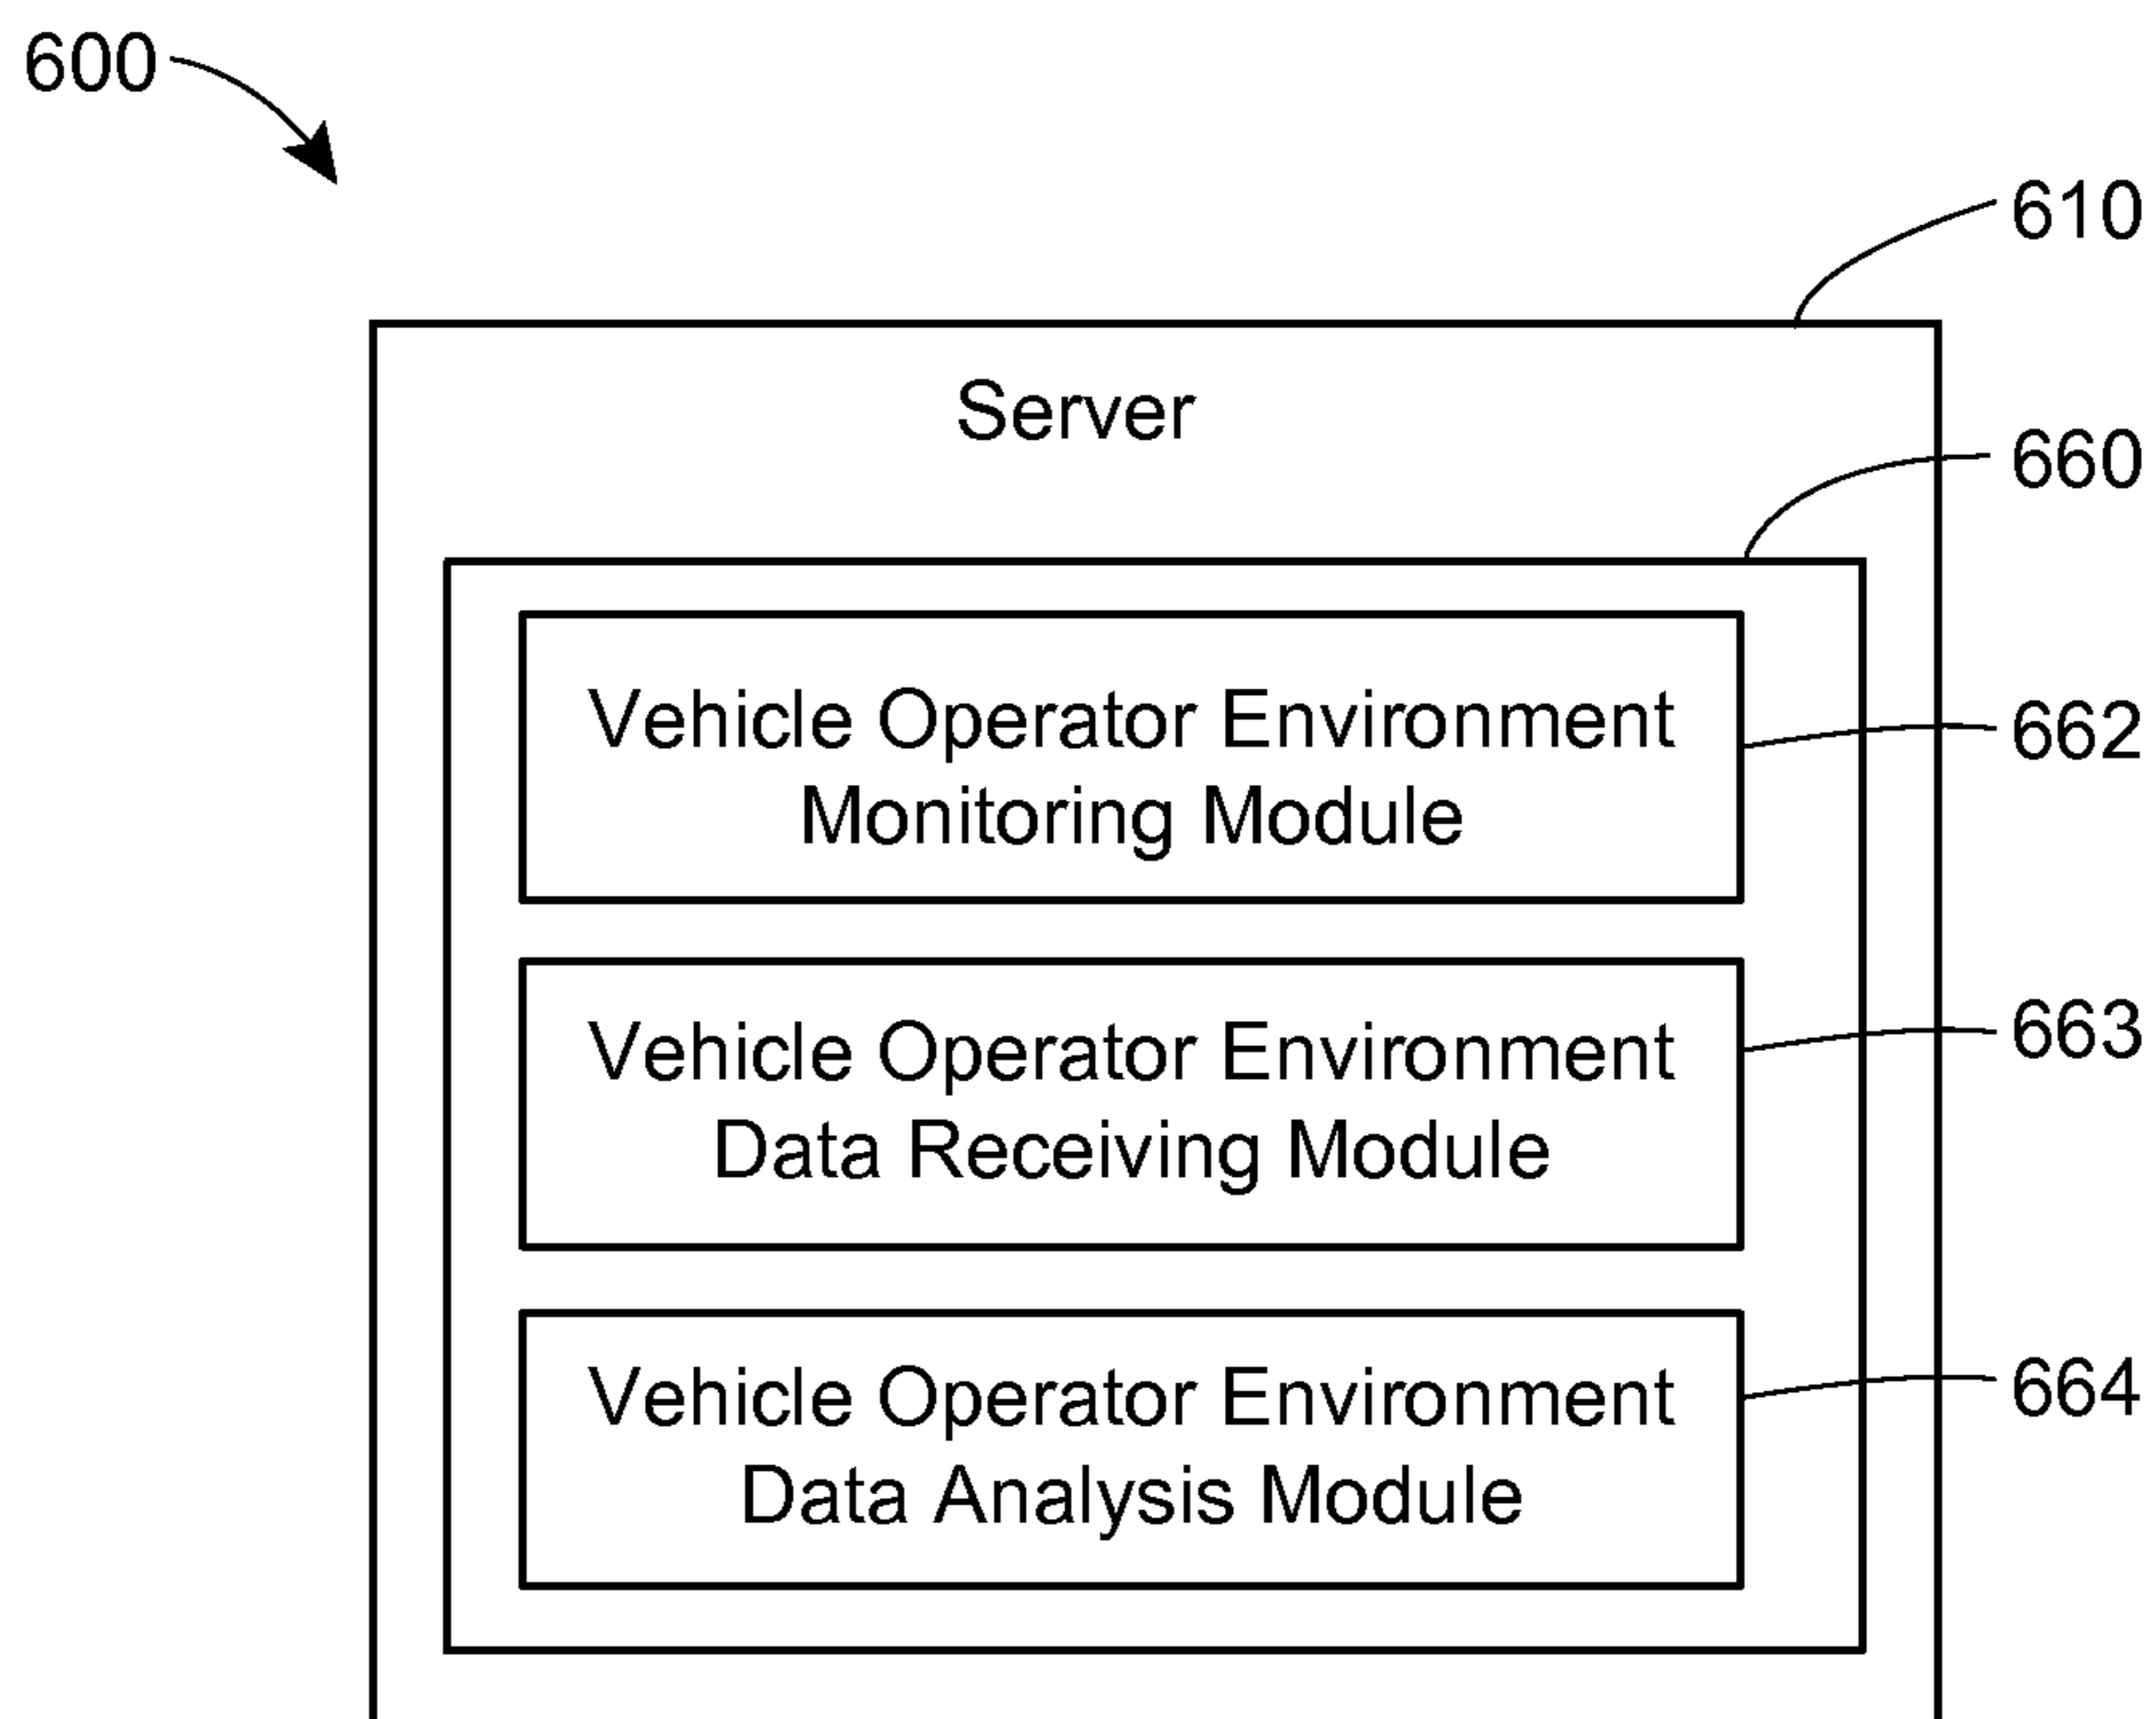 600
610
Server
660
Vehicle Operator Environment
Monitoring Module
662
Vehicle Operator Environment
Data Receiving Module
663
Vehicle Operator Environment
Data Analysis Module
664